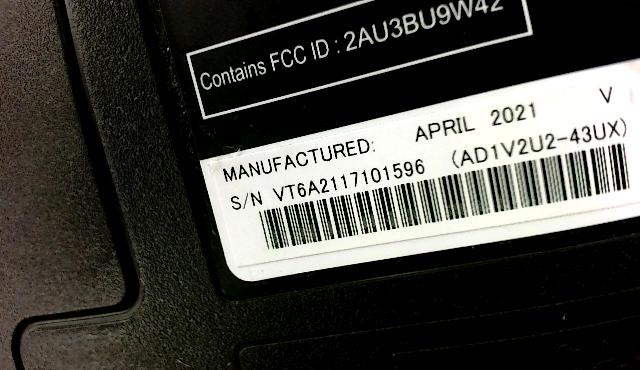 Contains FCC ID : 2AU3BU9W42
MANUFACTURED: APRIL 2021 V
S/N VT6A2117101596 (AD1V2U2-43UX)